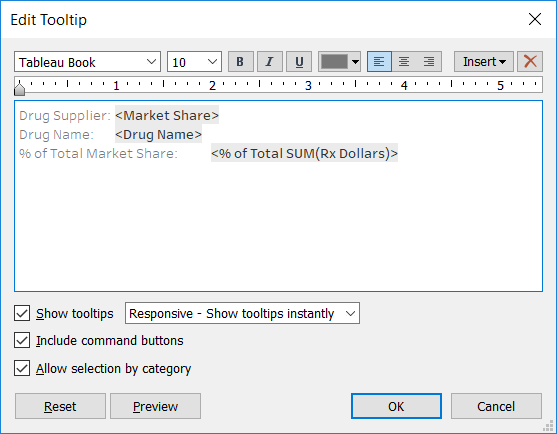 Edit Tooltip
Tableau Book 10 B I U Insert
1 2 3 4 5
Drug Supplier: <Market Share>
Drug Name: <Drug Name>
% of Total Market Share: <% of Total SUM(Rx Dollars)>
Show tooltips Responsive - Show tooltips instantly
Include command buttons
Allow selection by category
Reset Preview OK Cancel